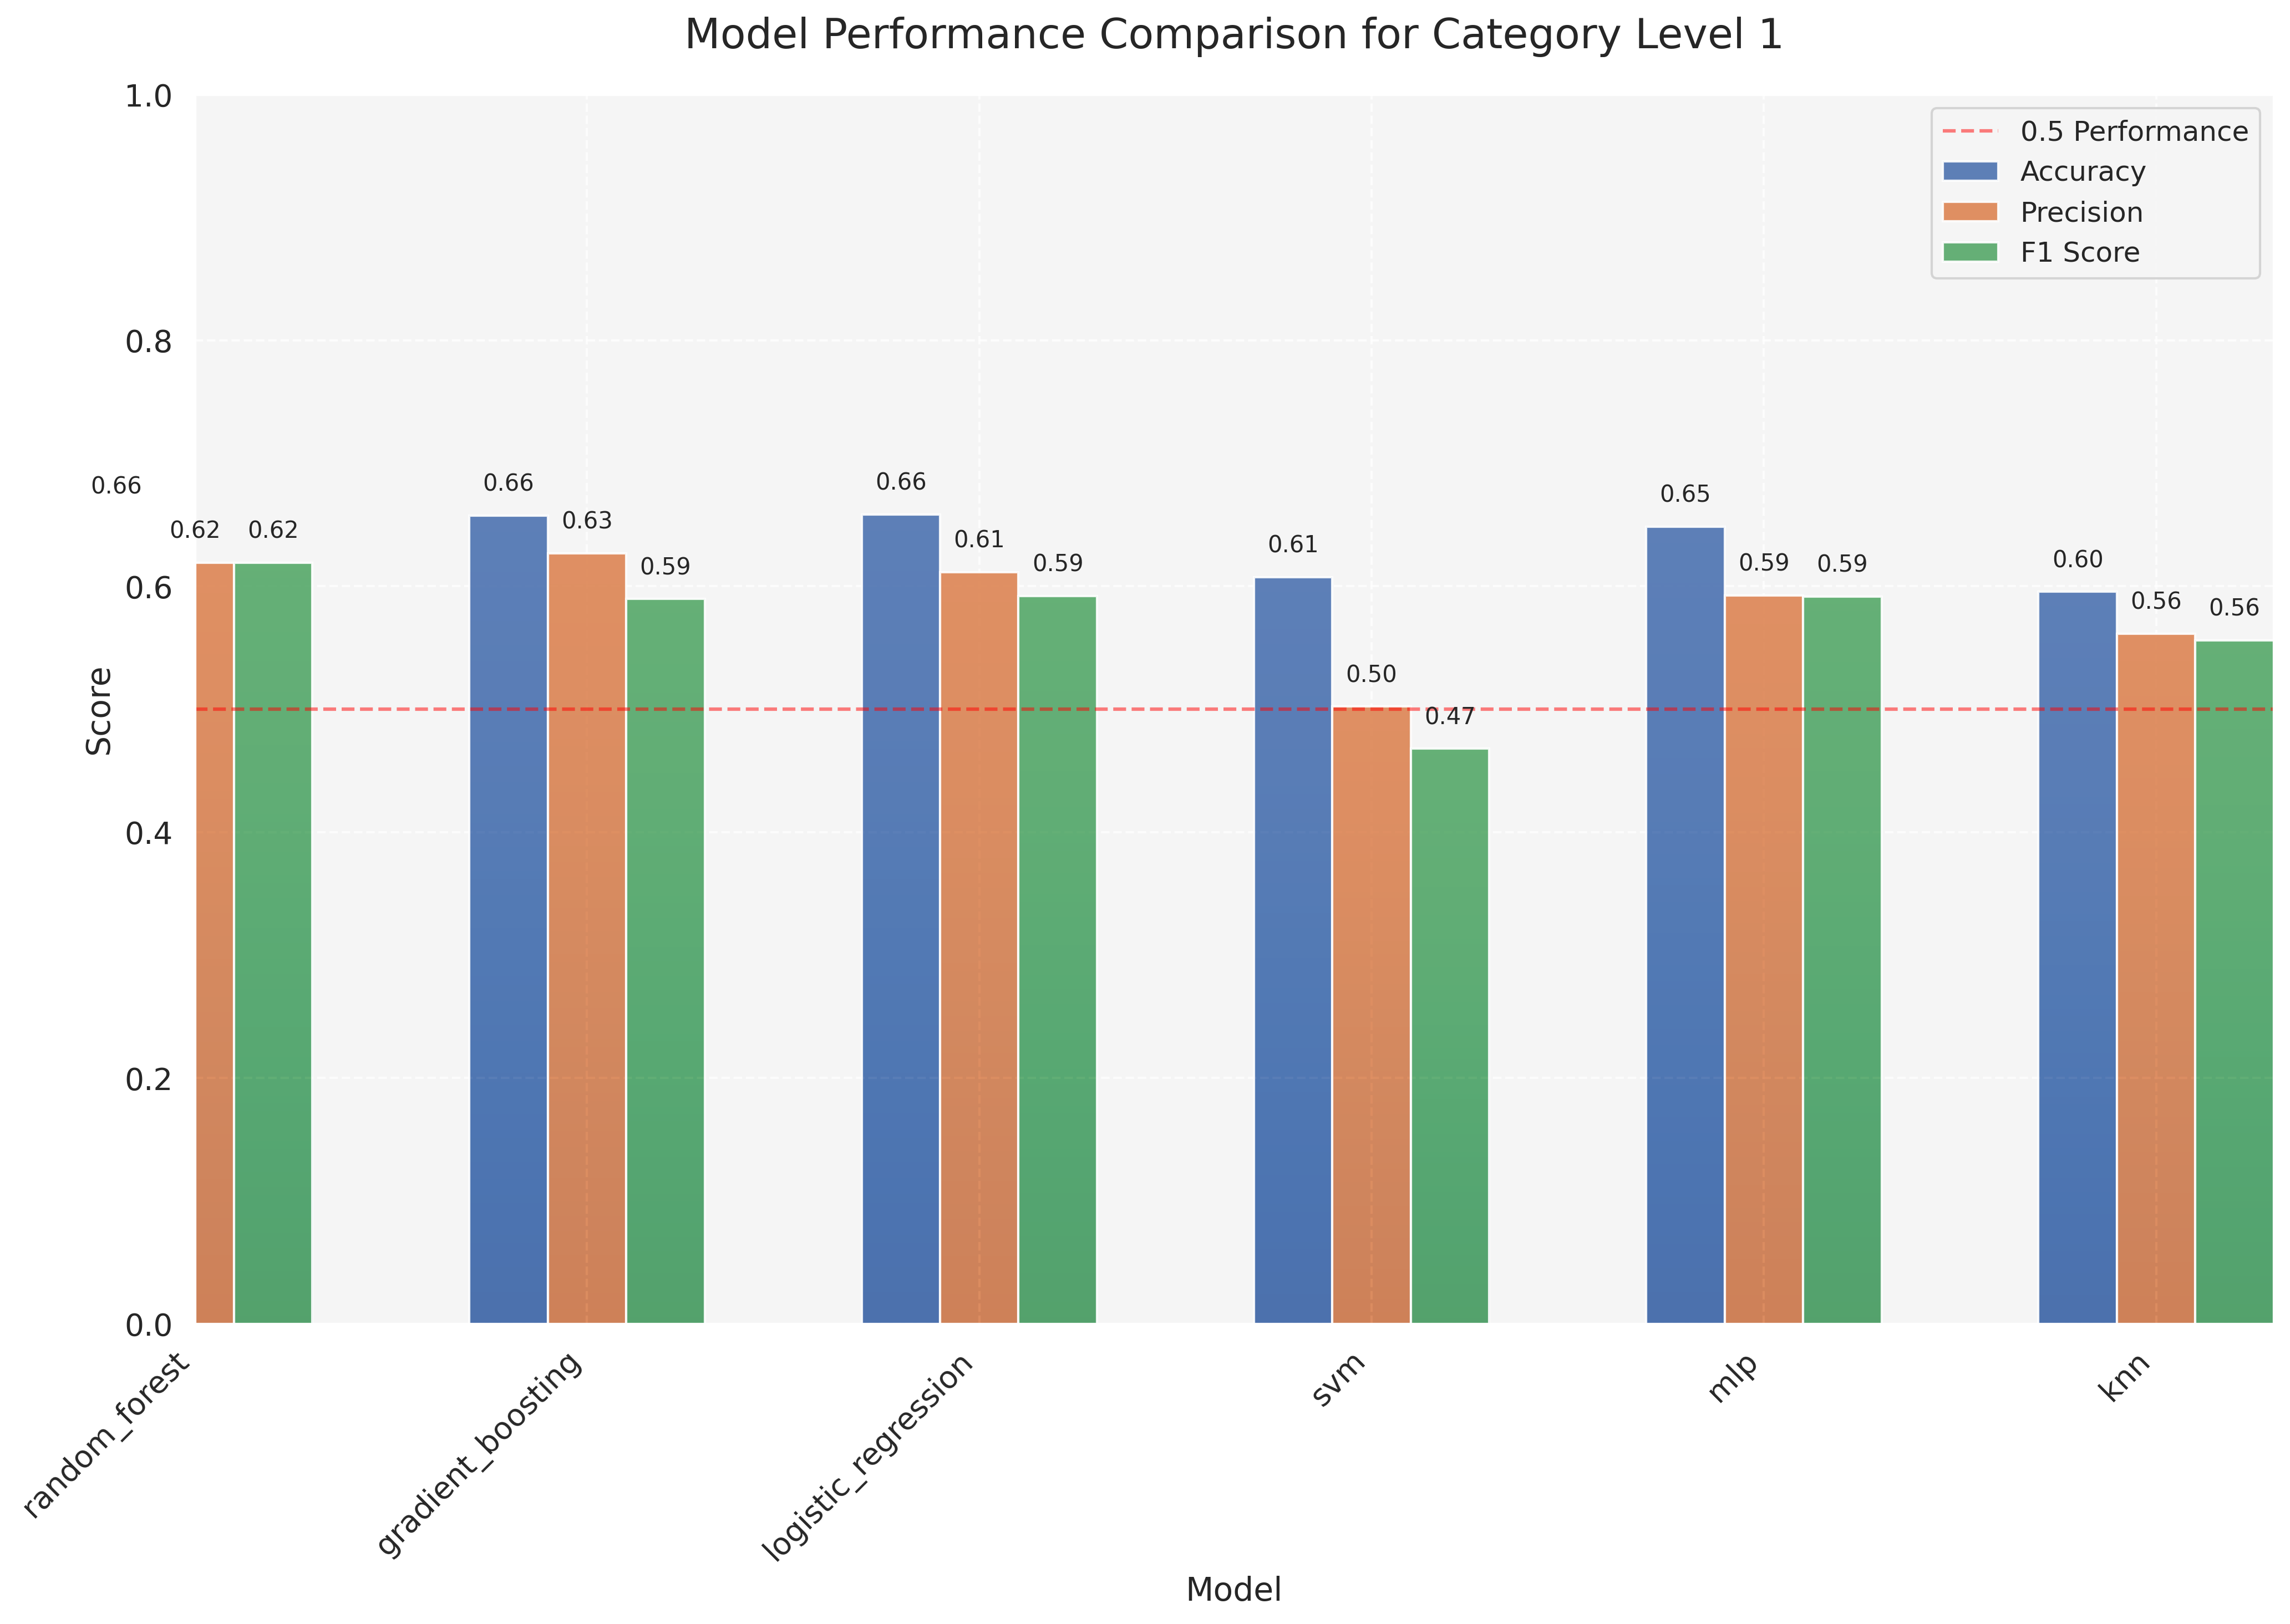 Model Performance Comparison for Category Level 1
1.0
0.8
0.6
0.4
0.2
0.0
Score
0.5 Performance
Accuracy
Precision
F1 Score
0.66
0.62
0.62
0.66
0.63
0.59
0.66
0.61
0.59
0.61
0.50
0.47
0.65
0.59
0.59
0.60
0.56
0.56
random_forest
gradient_boosting
logistic_regression
svm
mlp
knn
Model